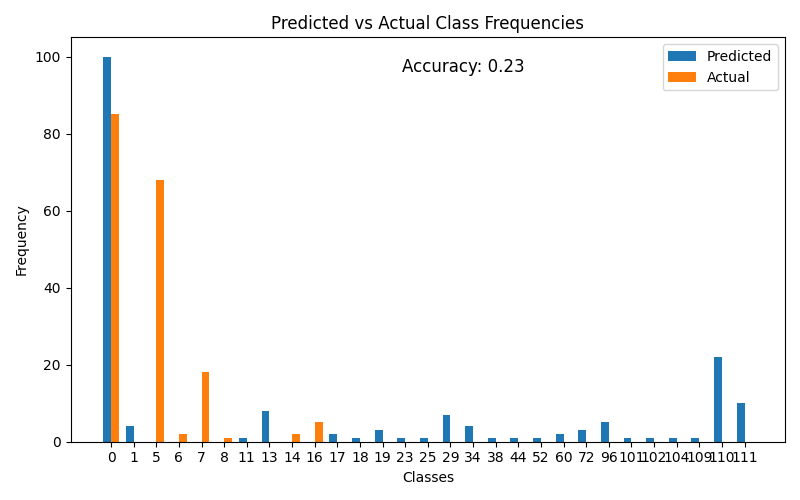 Predicted vs Actual Class Frequencies
Accuracy: 0.23
Predicted
Actual
100
80
60
40
20
0
Frequency
0 1 5 6 7 8 11 13 14 16 17 18 19 23 25 29 34 38 44 52 60 72 96 101 102 104 109 110 111
Classes